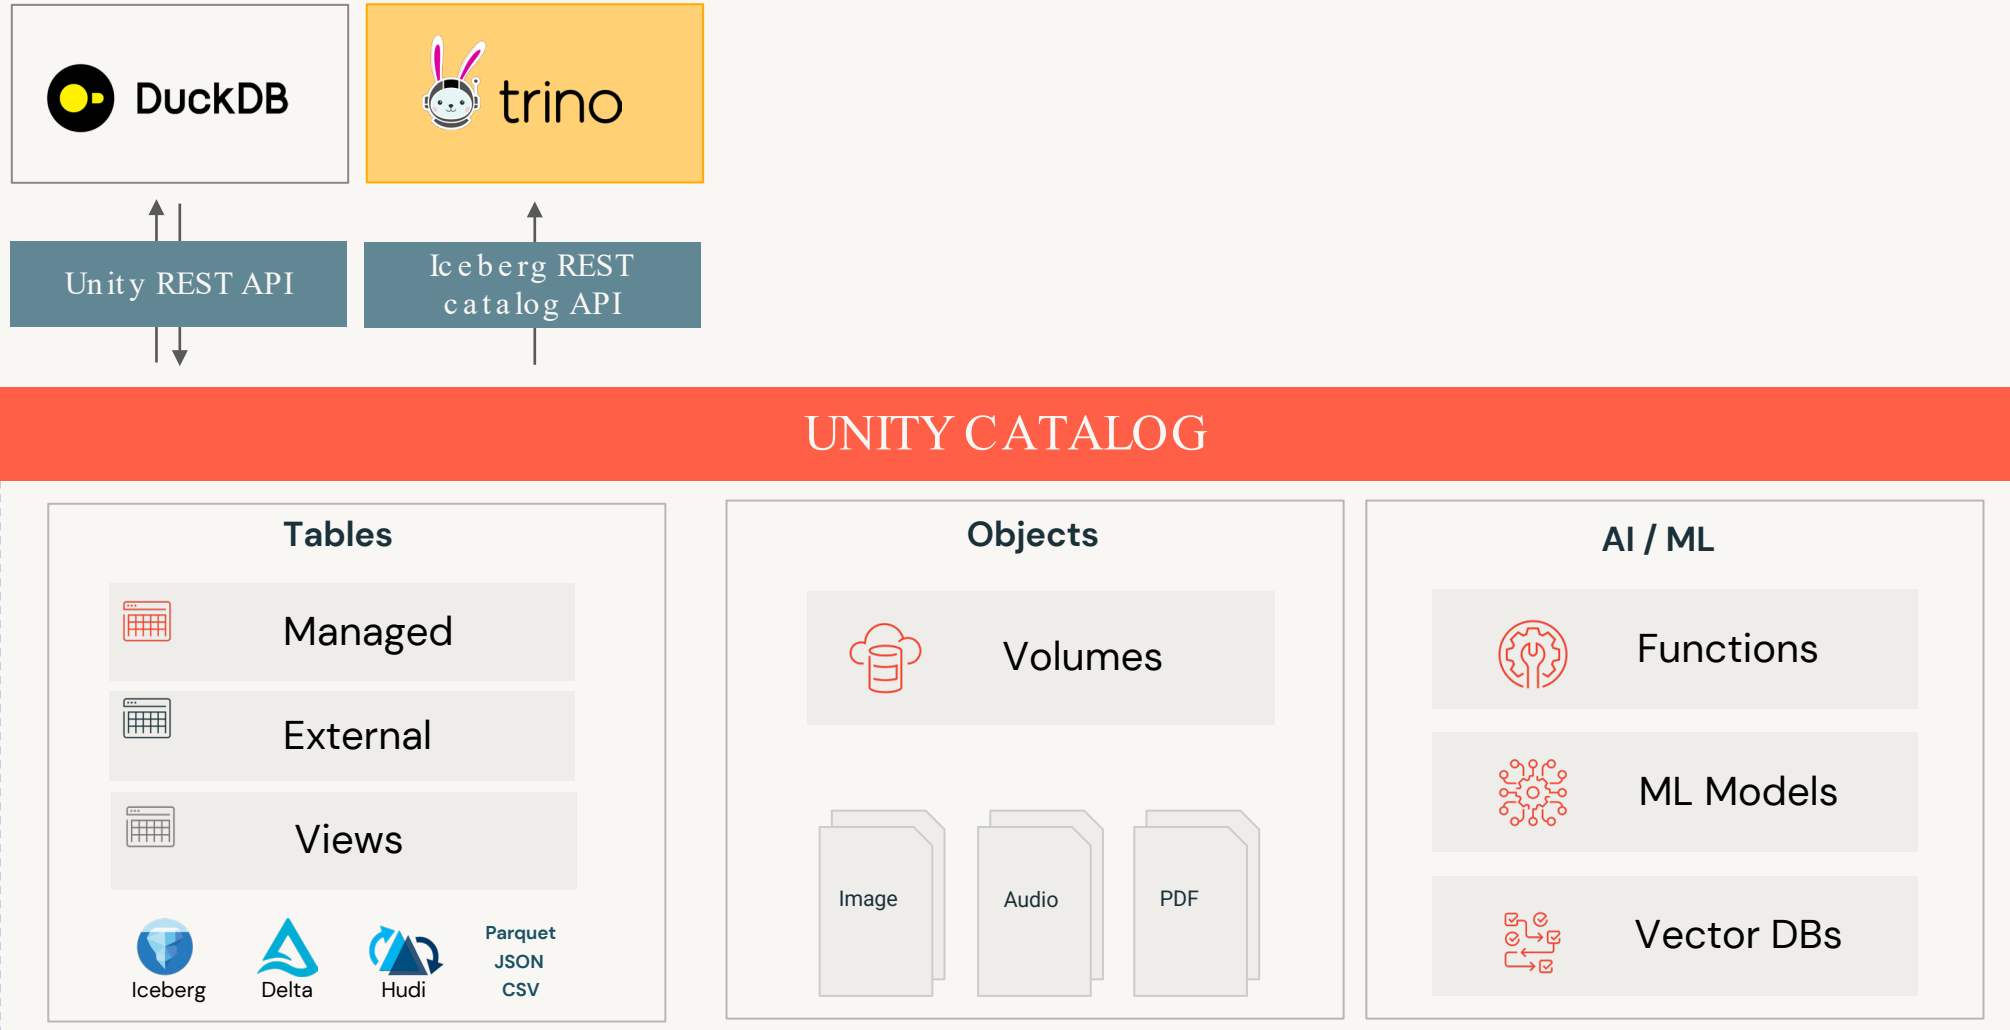 DuckDB
trino
Unity REST API
Iceberg REST
catalog API
UNITY CATALOG
Tables
Managed
External
Views
Iceberg
Delta
Hudi
Parquet
JSON
CSV
Objects
Volumes
Image
Audio
PDF
AI / ML
Functions
ML Models
Vector DBs